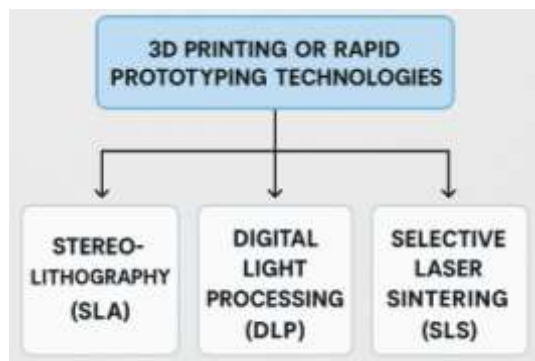 3D PRINTING OR RAPID
PROTOTYPING TECHNOLOGIES
STEREO-
LITHOGRAPHY
(SLA)
DIGITAL
LIGHT
PROCESSING
(DLP)
SELECTIVE
LASER
SINTERING
(SLS)